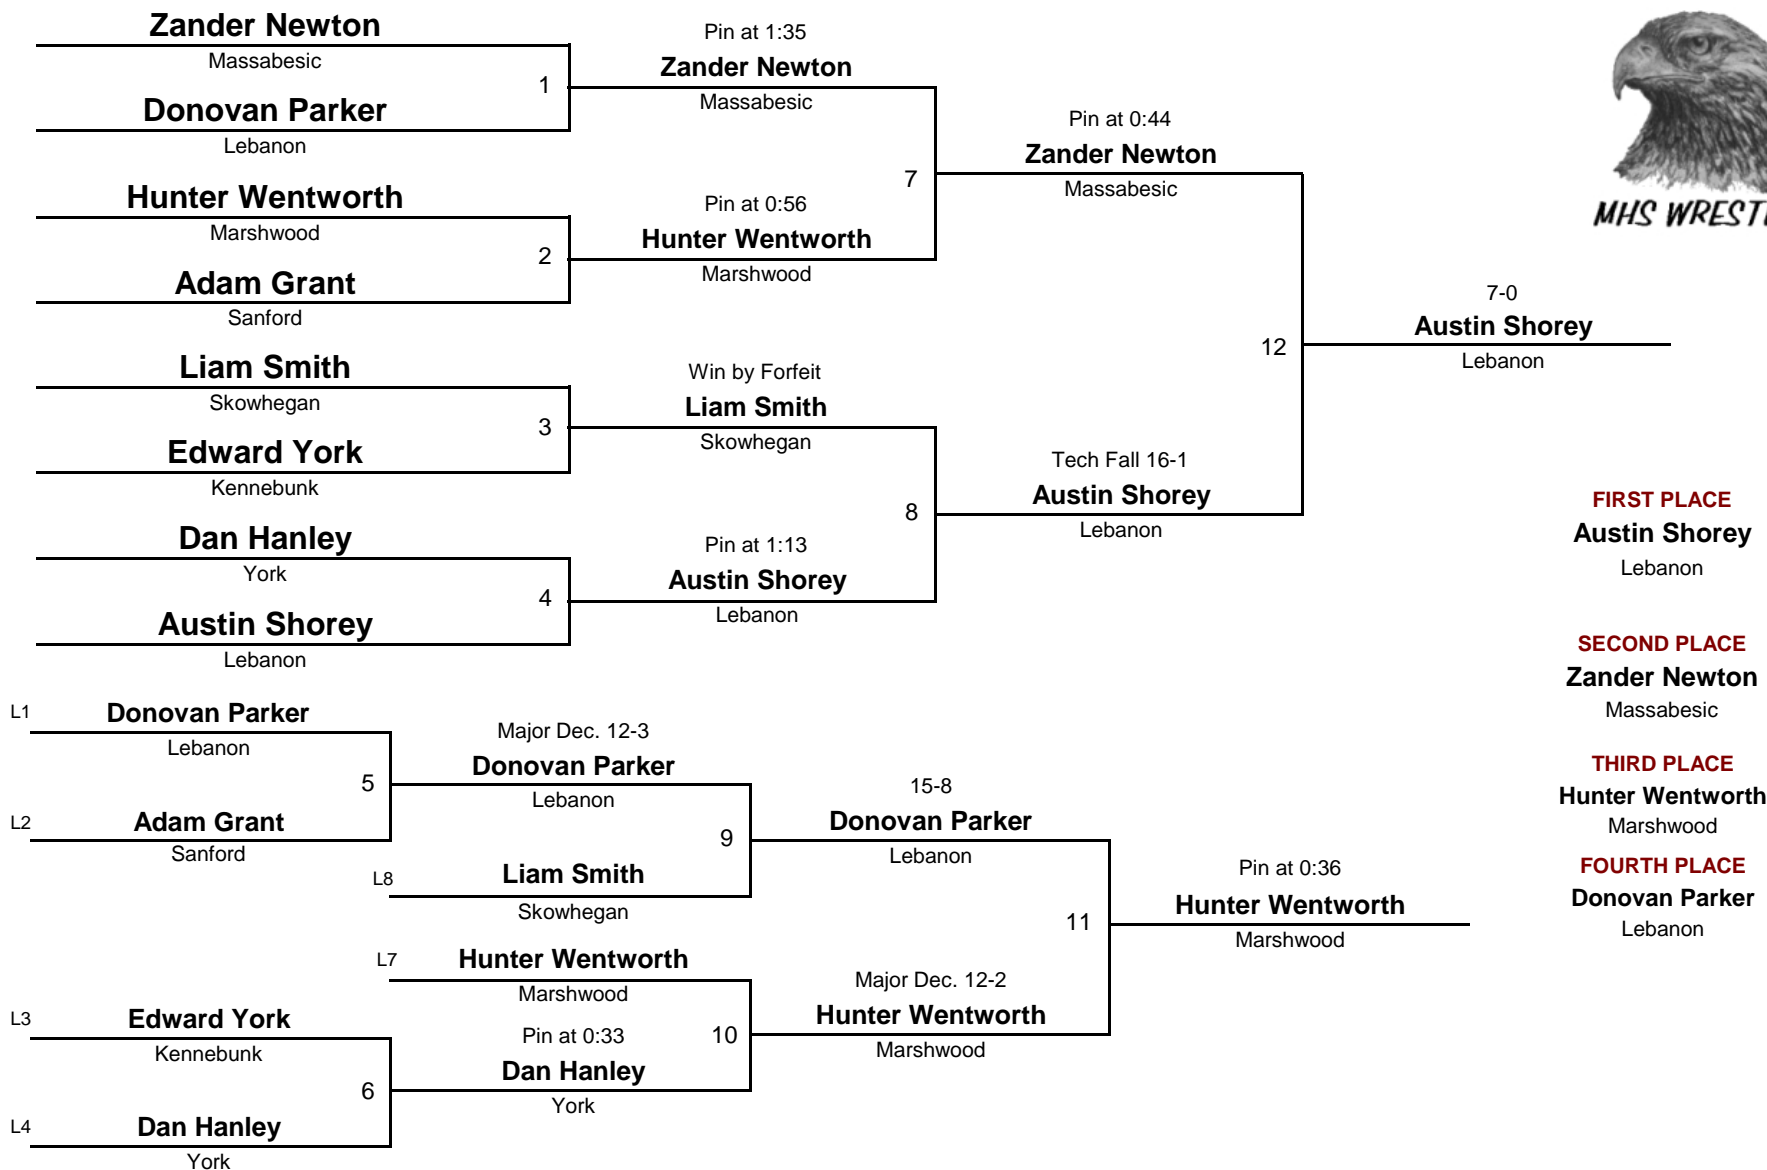 Zander Newton
Massabesic
1
Donovan Parker
Lebanon
Hunter Wentworth
Marshwood
2
Adam Grant
Sanford
Liam Smith
Skowhegan
3
Edward York
Kennebunk
Dan Hanley
York
4
Austin Shorey
Lebanon
Pin at 1:35
Zander Newton
Massabesic
7
Pin at 0:56
Hunter Wentworth
Marshwood
Win by Forfeit
Liam Smith
Skowhegan
8
Pin at 1:13
Austin Shorey
Lebanon
Pin at 0:44
Zander Newton
Massabesic
12
Tech Fall 16-1
Austin Shorey
Lebanon
7-0
Austin Shorey
Lebanon
MHS WREST
FIRST PLACE
Austin Shorey
Lebanon
SECOND PLACE
Zander Newton
Massabesic
THIRD PLACE
Hunter Wentworth
Marshwood
FOURTH PLACE
Donovan Parker
Lebanon
L1 Donovan Parker
Lebanon
5
L2 Adam Grant
Sanford
Major Dec. 12-3
Donovan Parker
Lebanon
9
L8 Liam Smith
Skowhegan
L7 Hunter Wentworth
Marshwood
10
Pin at 0:33
Dan Hanley
York
L3 Edward York
Kennebunk
6
L4 Dan Hanley
York
15-8
Donovan Parker
Lebanon
11
Major Dec. 12-2
Hunter Wentworth
Marshwood
Pin at 0:36
Hunter Wentworth
Marshwood